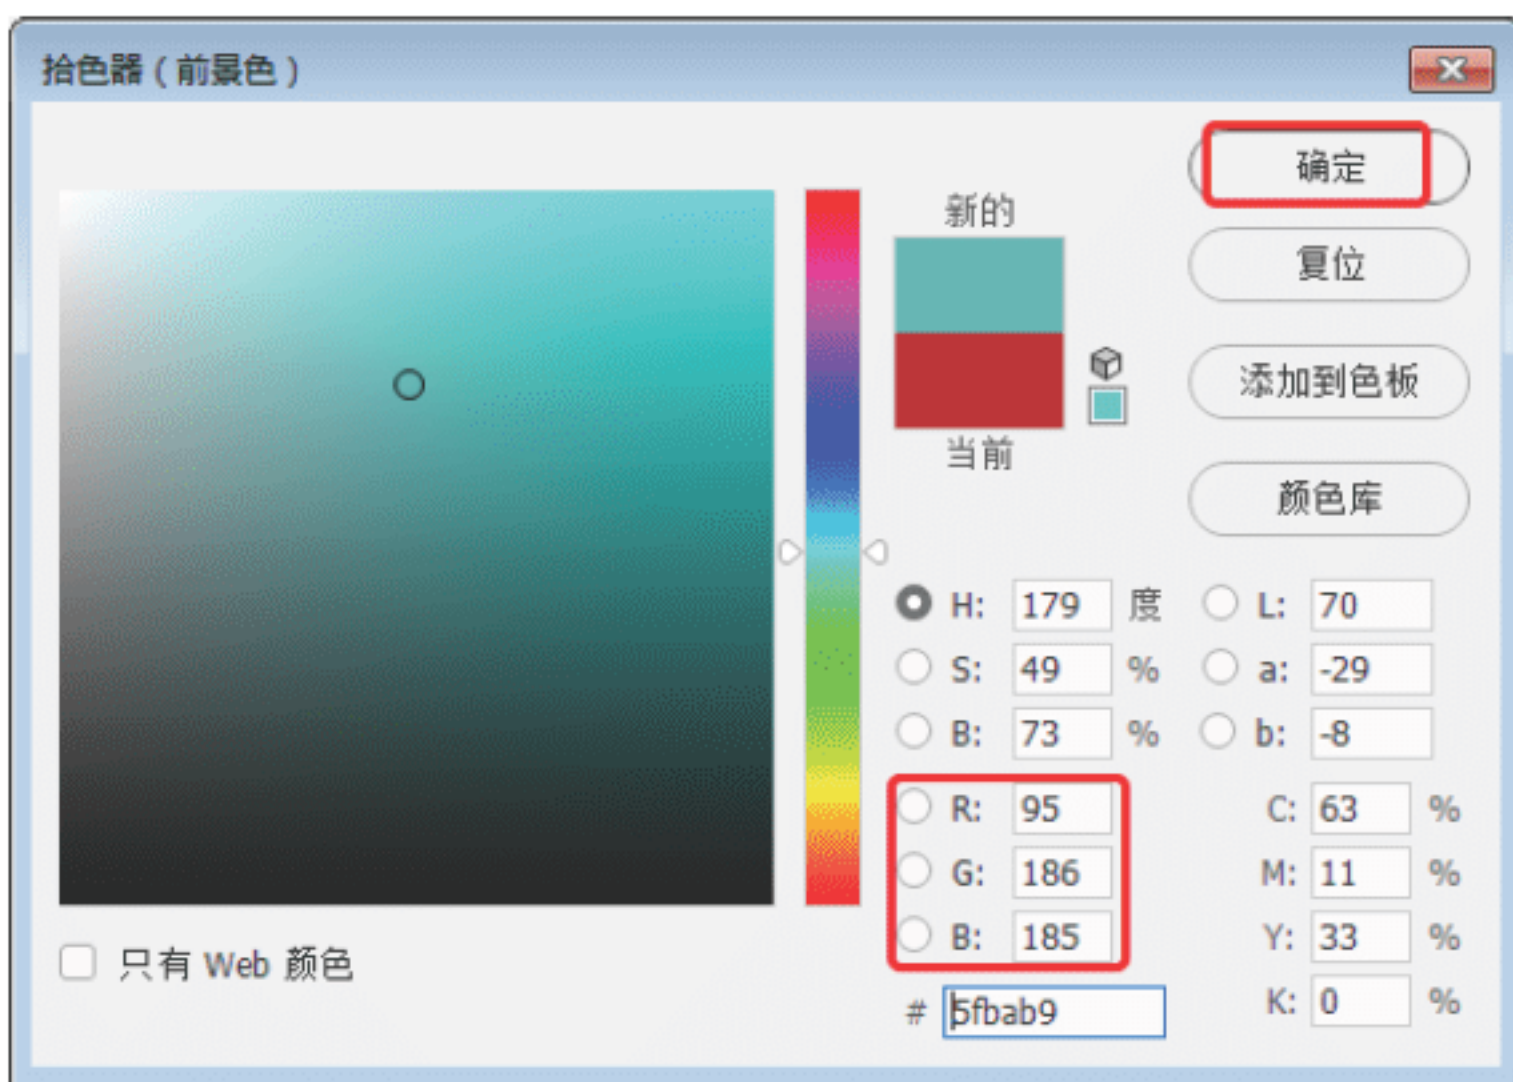 拾色器（前景色）
确定
新的
复位
添加到色板
当前
颜色库
H: 179 度 L: 70
S: 49 % a: -29
B: 73 % b: -8
R: 95 C: 63 %
G: 186 M: 11 %
B: 185 Y: 33 %
只有 Web 颜色
# 5fbab9 K: 0 %